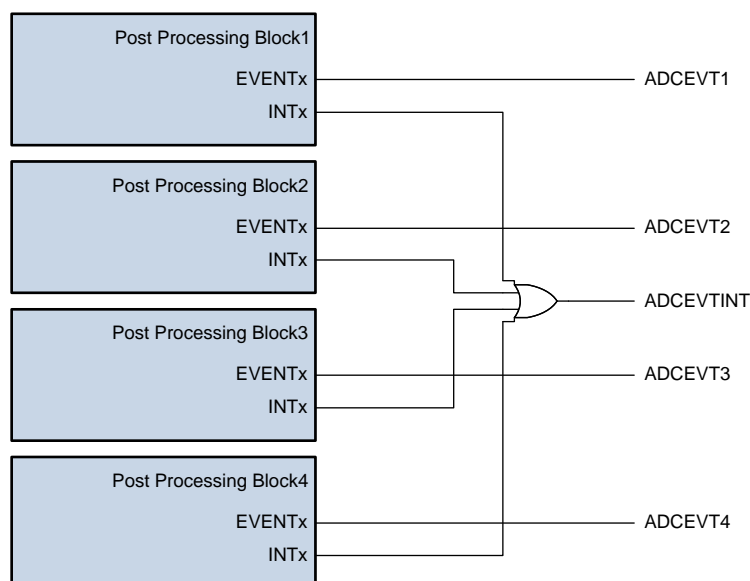 Post Processing Block1
EVENTx
ADCEVT1
INTx
Post Processing Block2
EVENTx
ADCEVT2
INTx
ADCEVTINT
Post Processing Block3
EVENTx
ADCEVT3
INTx
Post Processing Block4
EVENTx
ADCEVT4
INTx